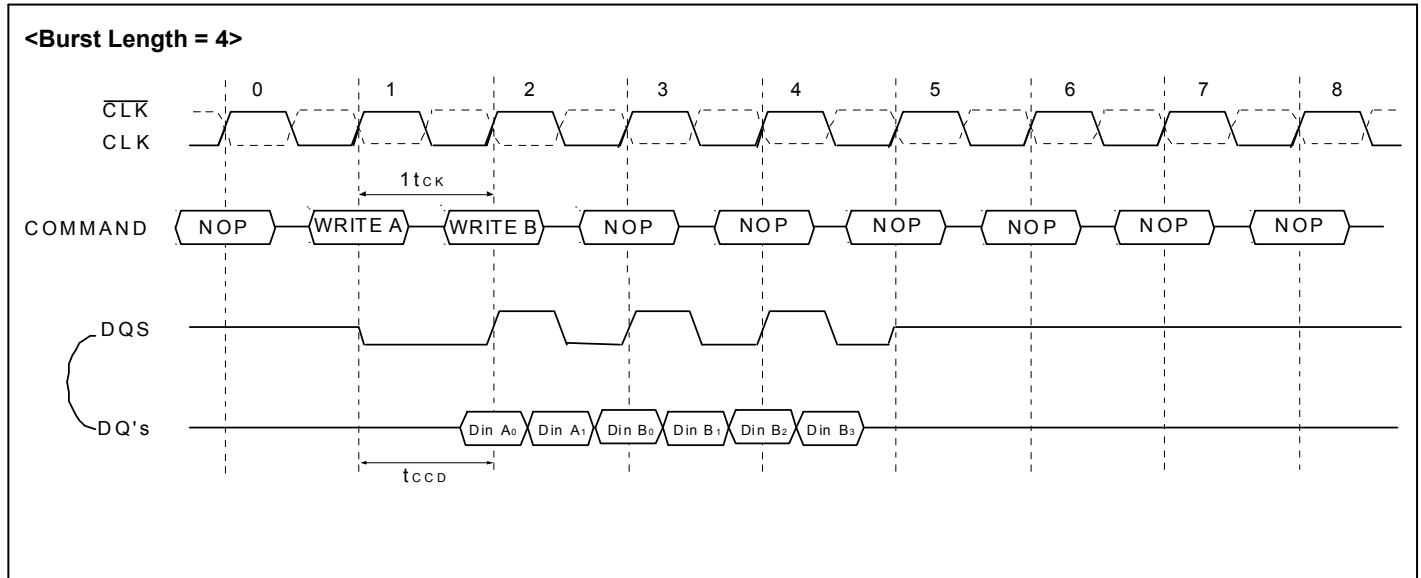 <Burst Length = 4>
0 1 2 3 4 5 6 7 8
CLK
CLK
1tCK
COMMAND NOP WRITE A WRITE B NOP NOP NOP NOP NOP NOP
DQS
DQ's Din A0 Din A1 Din B0 Din B1 Din B2 Din B3
tCCD